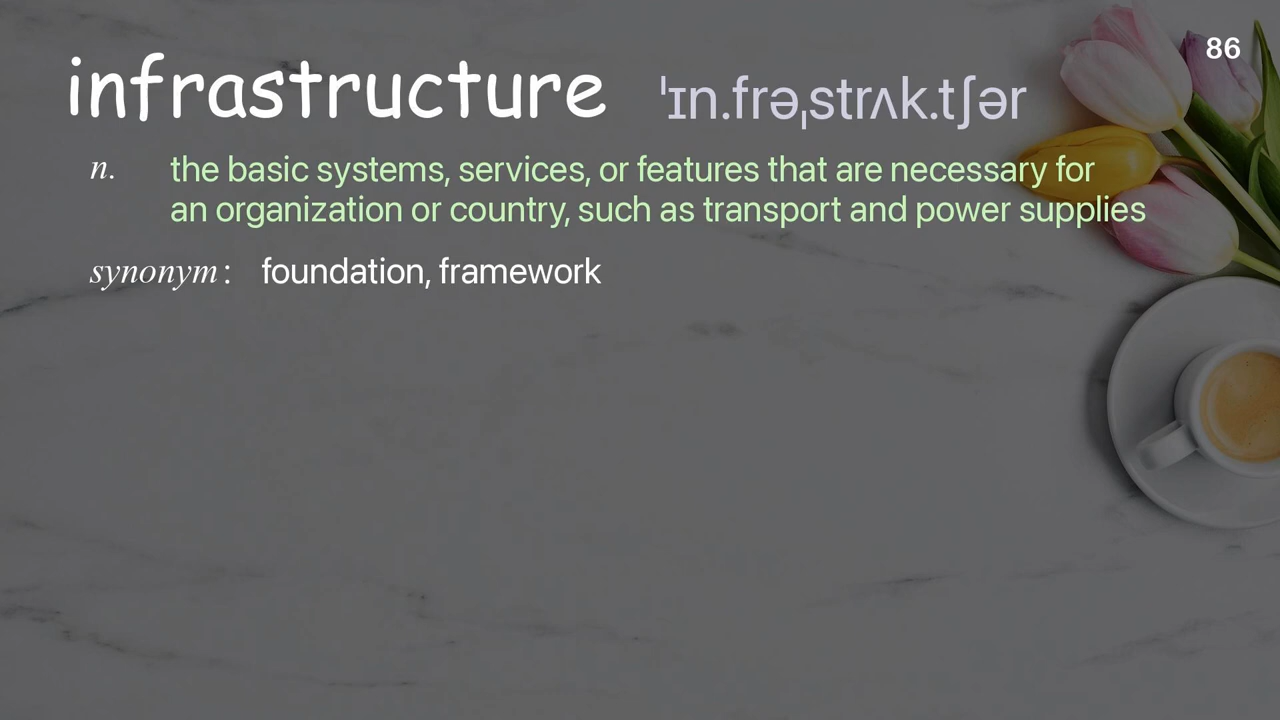 86
infrastructure ˈɪn.frəˌstrʌk.tʃər
n. the basic systems, services, or features that are necessary for
an organization or country, such as transport and power supplies
synonym : foundation, framework